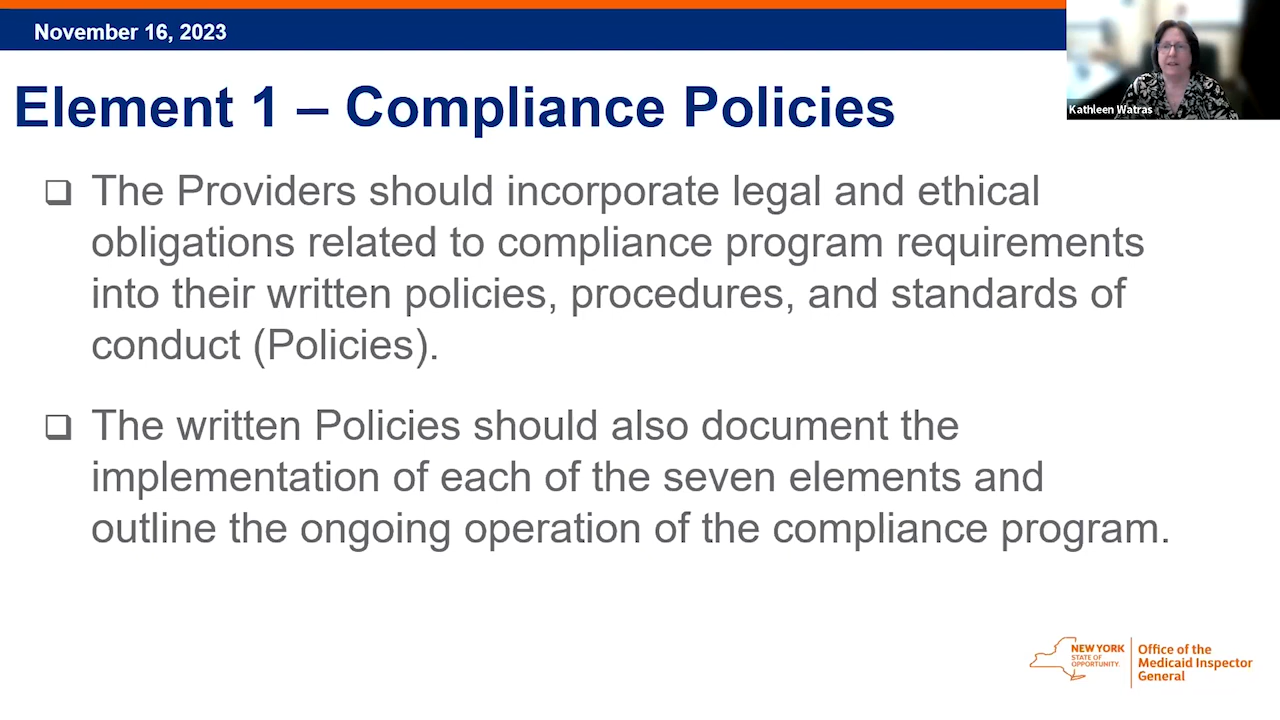 November 16, 2023
Kathleen Watras
Element 1 – Compliance Policies
The Providers should incorporate legal and ethical
obligations related to compliance program requirements
into their written policies, procedures, and standards of
conduct (Policies).
The written Policies should also document the
implementation of each of the seven elements and
outline the ongoing operation of the compliance program.
NEW YORK
STATE OF
OPPORTUNITY.
Office of the
Medicaid Inspector
General